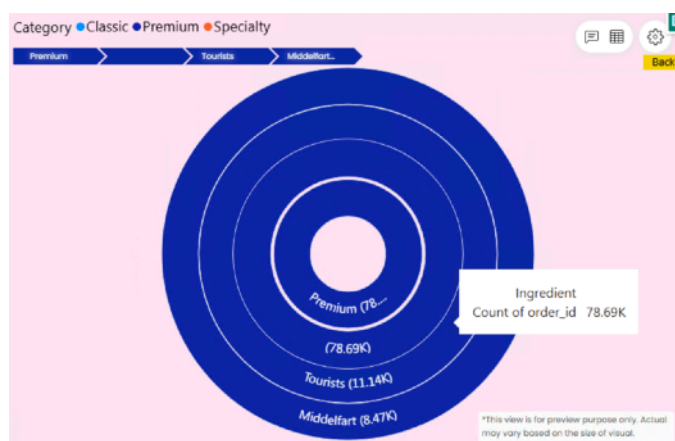 Category Classic Premium Specialty
Premium Tourists Middelfart...
Back
Premium (78....
(78.69K)
Tourists (11.14K)
Middelfart (8.47K)
Ingredient
Count of order_id 78.69K
*This view is for preview purpose only. Actual
may vary based on the size of visual.